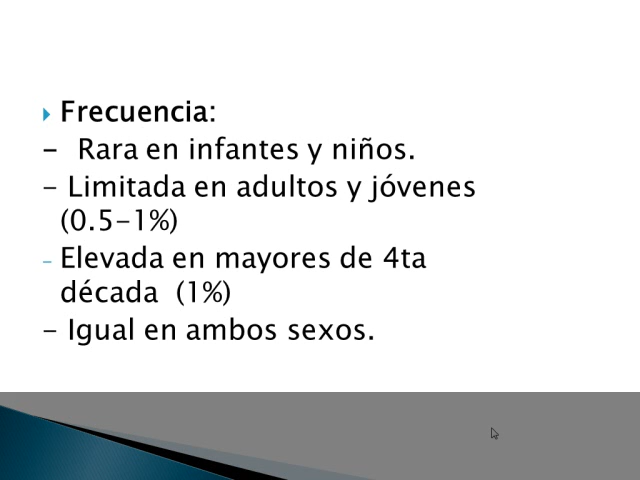 Frecuencia:
- Rara en infantes y niños.
- Limitada en adultos y jóvenes
(0.5-1%)
- Elevada en mayores de 4ta
década (1%)
- Igual en ambos sexos.